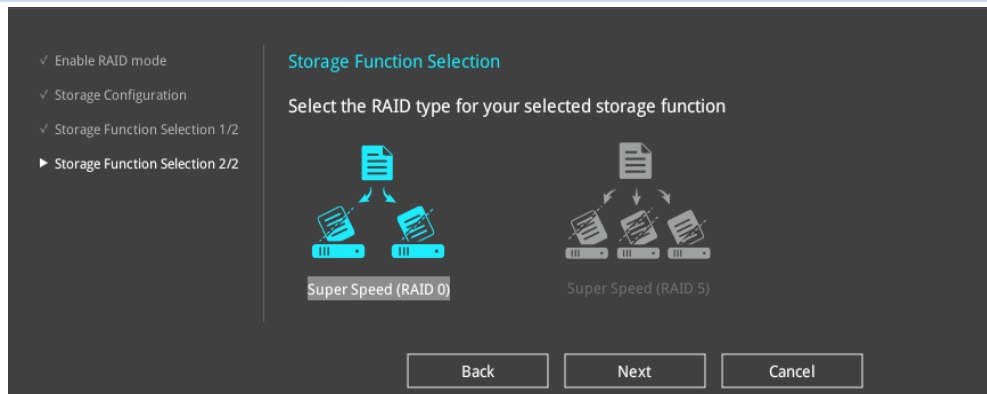 ✓ Enable RAID mode
✓ Storage Configuration
✓ Storage Function Selection 1/2
▶ Storage Function Selection 2/2
Storage Function Selection
Select the RAID type for your selected storage function
Super Speed (RAID 0)
Super Speed (RAID 5)
Back
Next
Cancel